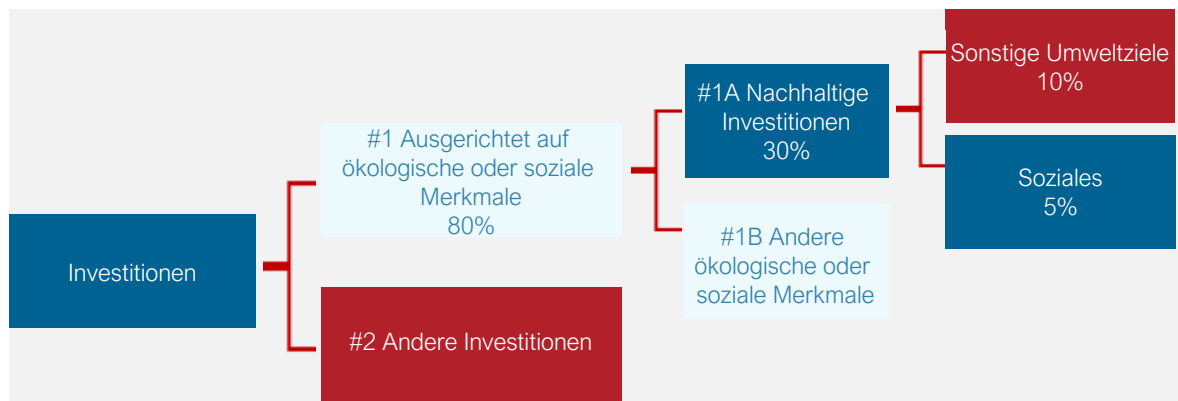 Investitionen
#1 Ausgerichtet auf
ökologische oder soziale
Merkmale
80%
#2 Andere Investitionen
#1A Nachhaltige
Investitionen
30%
#1B Andere
ökologische oder
soziale Merkmale
Sonstige Umweltziele
10%
Soziales
5%